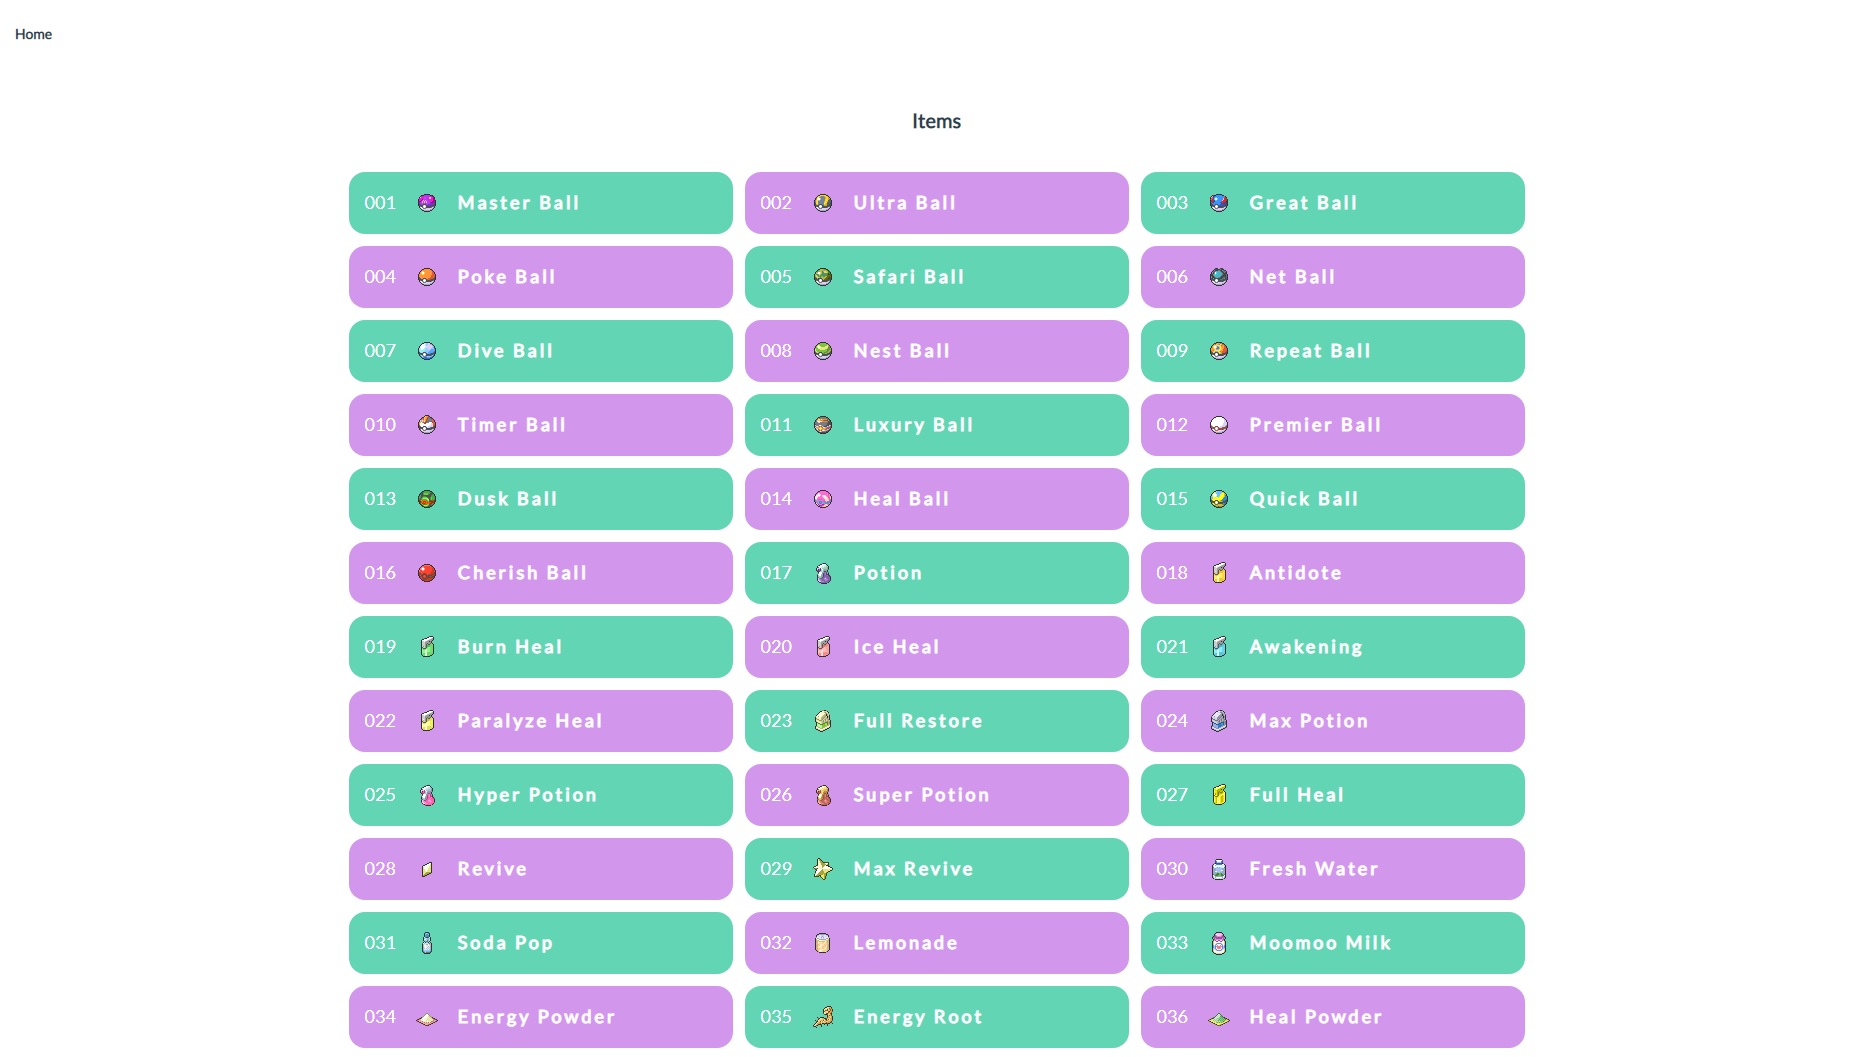 Home
Items
001 Master Ball
002 Ultra Ball
003 Great Ball
004 Poke Ball
005 Safari Ball
006 Net Ball
007 Dive Ball
008 Nest Ball
009 Repeat Ball
010 Timer Ball
011 Luxury Ball
012 Premier Ball
013 Dusk Ball
014 Heal Ball
015 Quick Ball
016 Cherish Ball
017 Potion
018 Antidote
019 Burn Heal
020 Ice Heal
021 Awakening
022 Paralyze Heal
023 Full Restore
024 Max Potion
025 Hyper Potion
026 Super Potion
027 Full Heal
028 Revive
029 Max Revive
030 Fresh Water
031 Soda Pop
032 Lemonade
033 Moomoo Milk
034 Energy Powder
035 Energy Root
036 Heal Powder